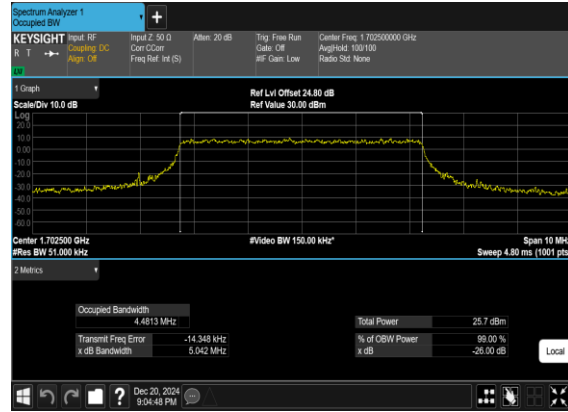 Spectrum Analyzer 1
Occupied BW
+
KEYSIGHT Input: RF Input Z: 50 Ω Atten: 20 dB Trig: Free Run Center Freq: 1.702500000 GHz
R T Coupling: DC Corr CCorr Gate: Off Avg|Hold: 100/100
Align: Off Freq Ref: Int (S) #IF Gain: Low Radio Std: None
1 Graph Ref Lvl Offset 24.80 dB
Scale/Div 10.0 dB Ref Value 30.00 dBm
Log
20.0
10.0
0.00
-10.0
-20.0
-30.0
-40.0
-50.0
-60.0
Center 1.702500 GHz #Video BW 150.00 kHz* Span 10 MHz
#Res BW 51.000 kHz Sweep 4.80 ms (1001 pts)
2 Metrics
Occupied Bandwidth
4.4813 MHz Total Power 25.7 dBm
Transmit Freq Error -14.348 kHz % of OBW Power 99.00 %
x dB Bandwidth 5.042 MHz x dB -26.00 dB
Local
? Dec 20, 2024
9:04:48 PM